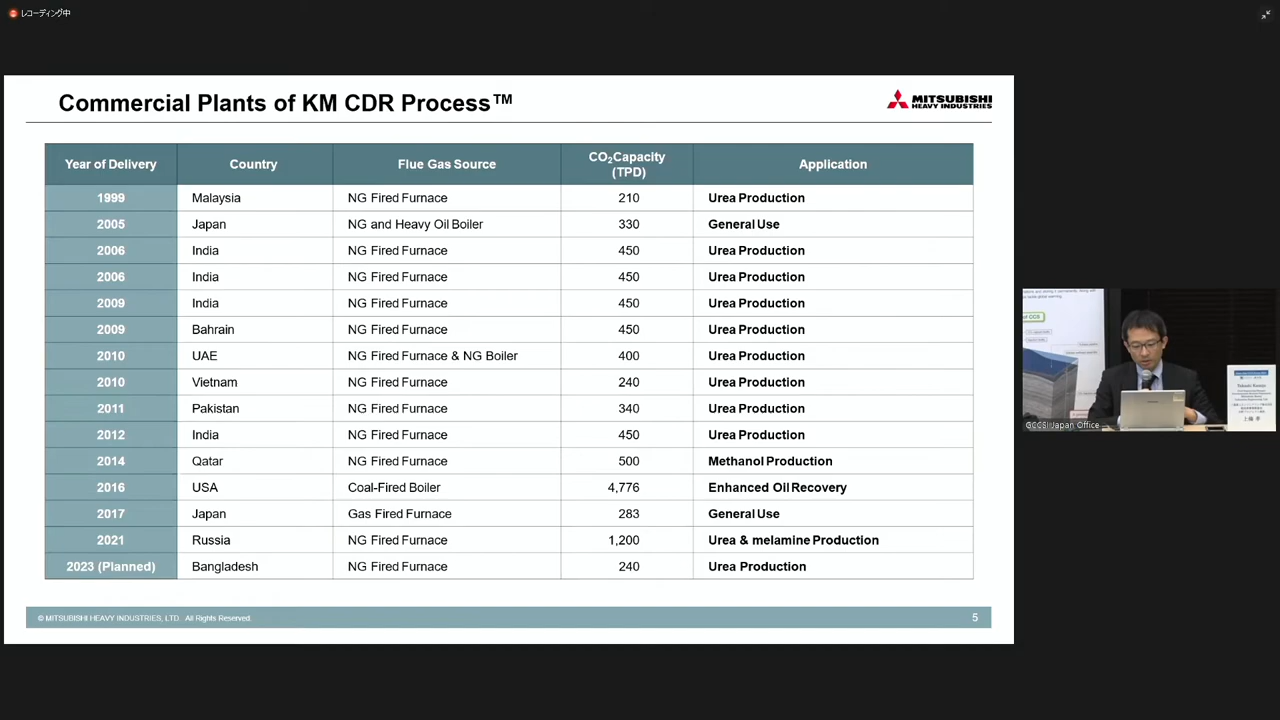 レコーディング中
Commercial Plants of KM CDR Process™
MITSUBISHI
HEAVY INDUSTRIES
Year of Delivery Country Flue Gas Source CO₂Capacity (TPD) Application
1999 Malaysia NG Fired Furnace 210 Urea Production
2005 Japan NG and Heavy Oil Boiler 330 General Use
2006 India NG Fired Furnace 450 Urea Production
2006 India NG Fired Furnace 450 Urea Production
2009 India NG Fired Furnace 450 Urea Production
2009 Bahrain NG Fired Furnace 450 Urea Production
2010 UAE NG Fired Furnace & NG Boiler 400 Urea Production
2010 Vietnam NG Fired Furnace 240 Urea Production
2011 Pakistan NG Fired Furnace 340 Urea Production
2012 India NG Fired Furnace 450 Urea Production
2014 Qatar NG Fired Furnace 500 Methanol Production
2016 USA Coal-Fired Boiler 4,776 Enhanced Oil Recovery
2017 Japan Gas Fired Furnace 283 General Use
2021 Russia NG Fired Furnace 1,200 Urea & melamine Production
2023 (Planned) Bangladesh NG Fired Furnace 240 Urea Production
© MITSUBISHI HEAVY INDUSTRIES, LTD. All Rights Reserved.
5
of CCS
GCCSI Japan Office